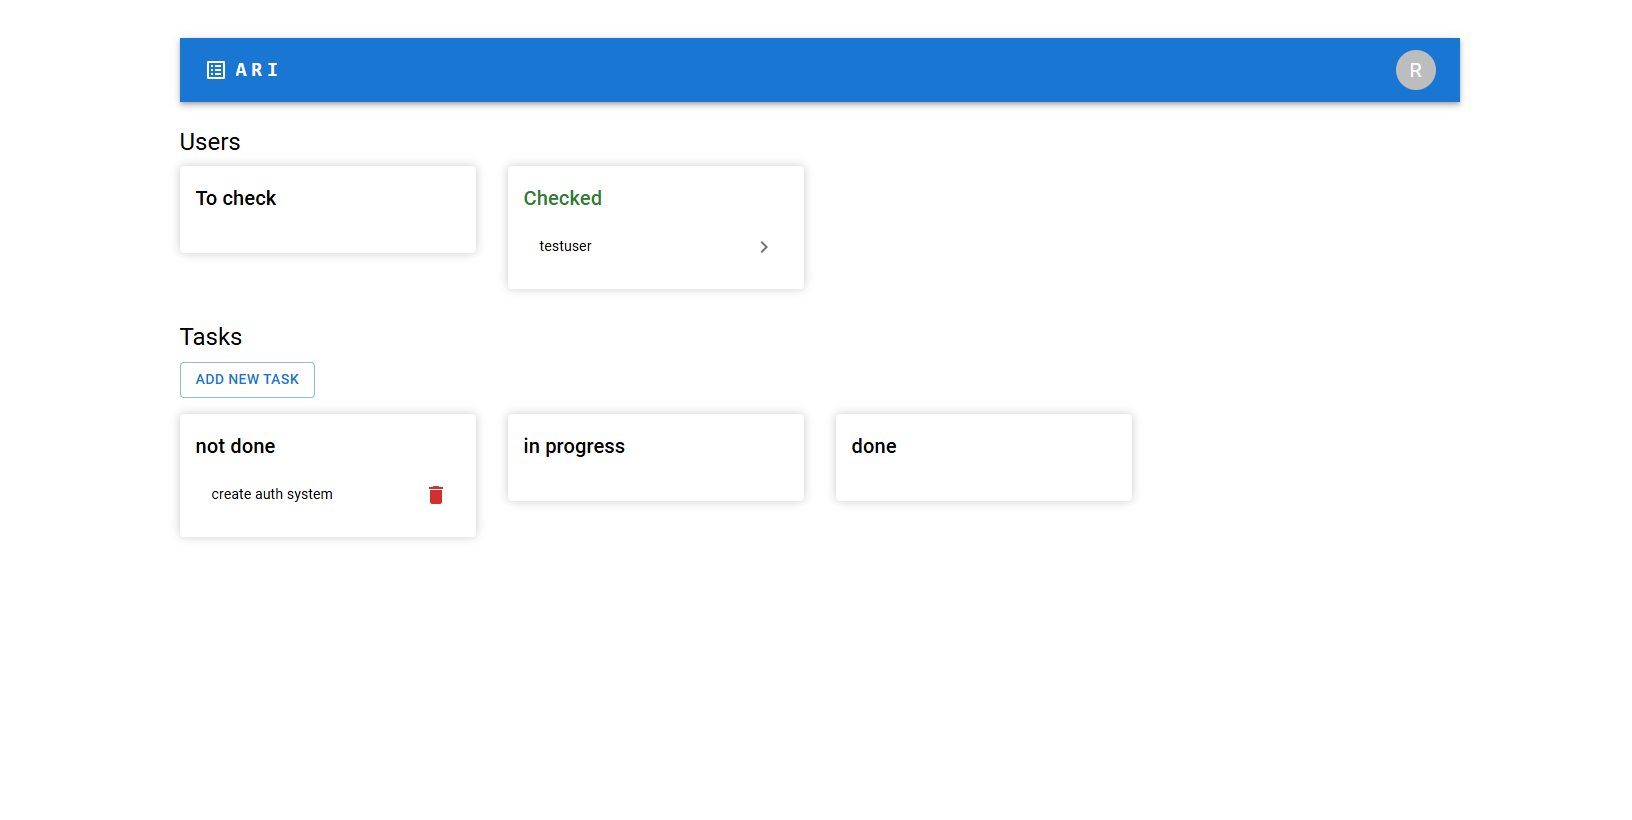 ARI
R
Users
To check
Checked
testuser
Tasks
ADD NEW TASK
not done
in progress
done
create auth system